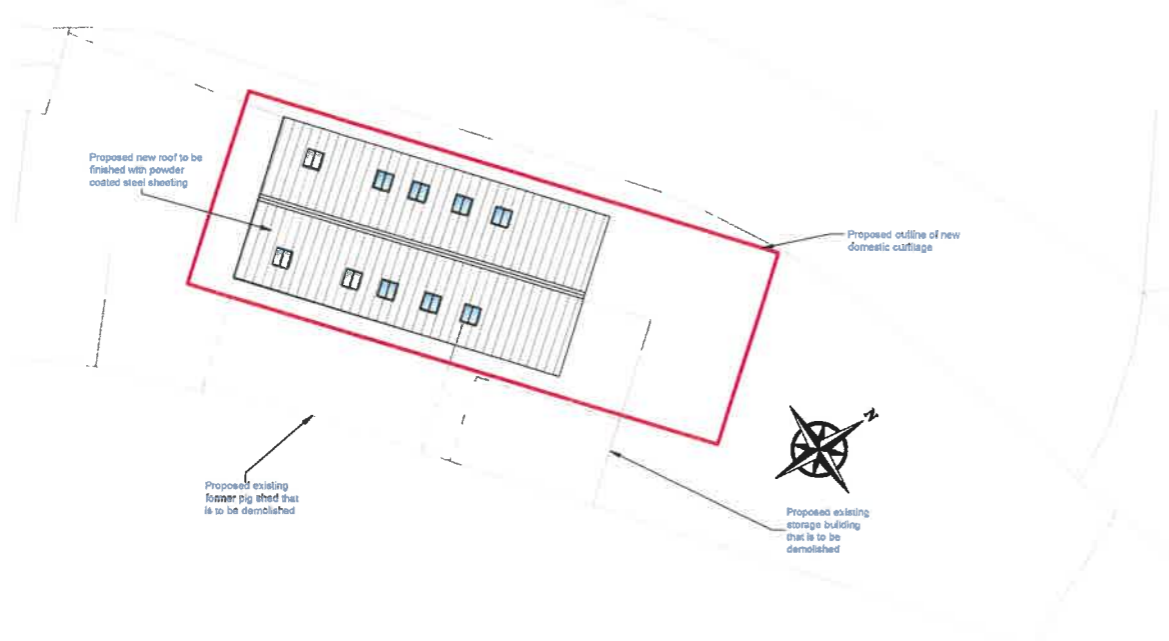 Proposed new roof to be
finished with powder
coated steel sheeting
Proposed outline of new
domestic curtilage
N
Proposed existing
former pig shed that
is to be demolished
Proposed existing
storage building
that is to be
demolished